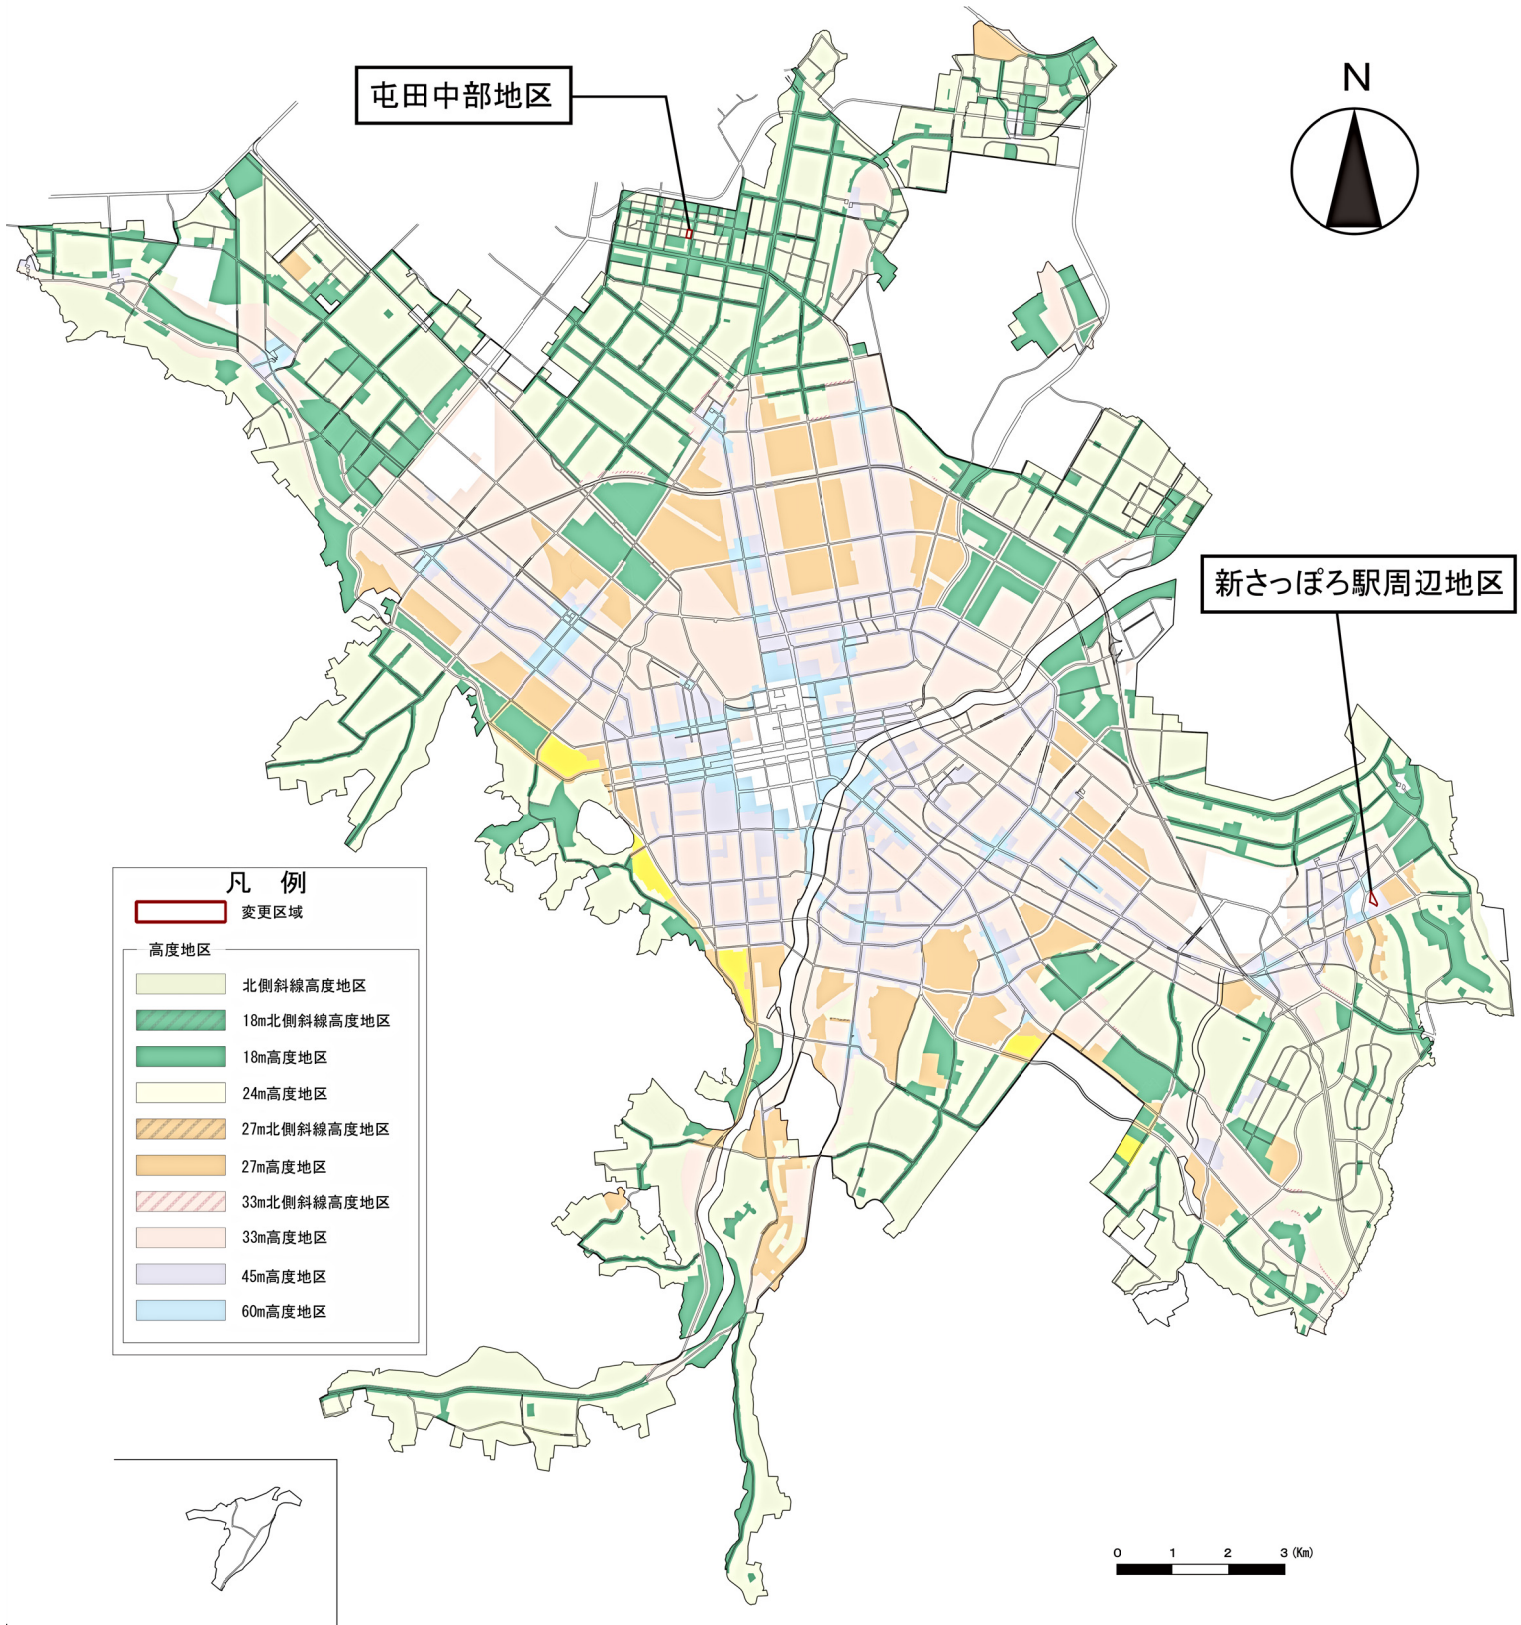 屯田中部地区
N
新さっぽろ駅周辺地区
凡 例
変更区域
高度地区
北側斜線高度地区
18m北側斜線高度地区
18m高度地区
24m高度地区
27m北側斜線高度地区
27m高度地区
33m北側斜線高度地区
33m高度地区
45m高度地区
60m高度地区
0 1 2 3(Km)